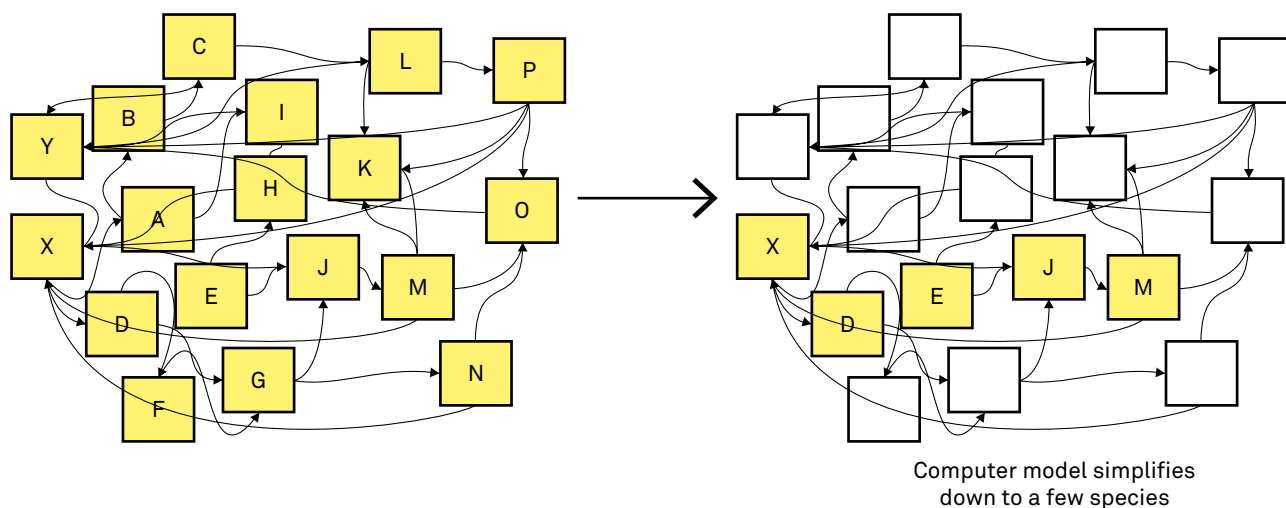 C
L
P
B
I
Y
K
H
A
O
X
J
E
M
D
G
N
F
X
J
E
M
D
Computer model simplifies
down to a few species